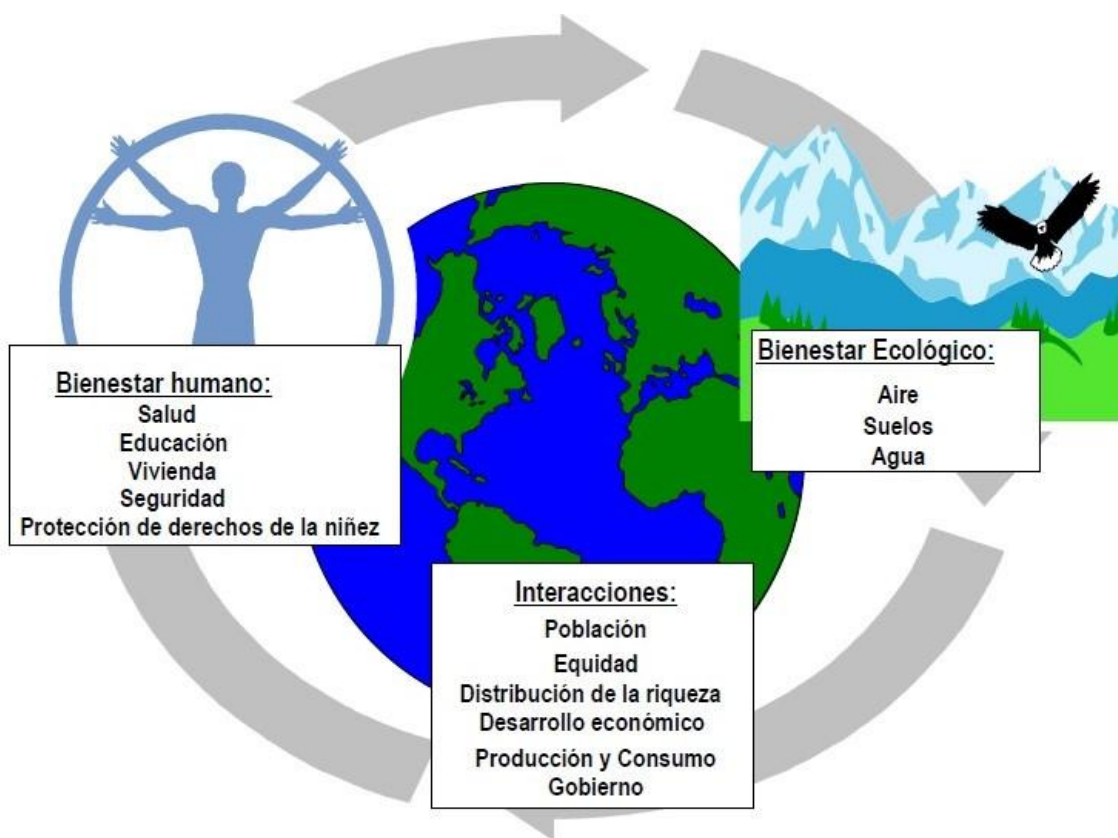 Bienestar humano:
Salud
Educación
Vivienda
Seguridad
Protección de derechos de la niñez
Bienestar Ecológico:
Aire
Suelos
Agua
Interacciones:
Población
Equidad
Distribución de la riqueza
Desarrollo económico
Producción y Consumo
Gobierno